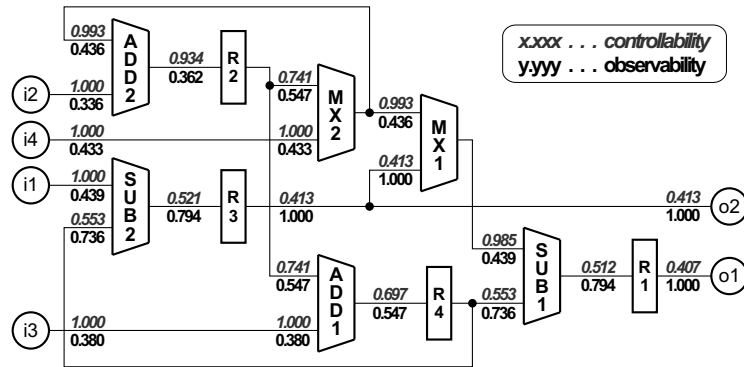 x.xxx . . . controllability
y.yyy . . . observability
0.993
0.436
ADD2
0.934
0.362
R2
0.741
0.547
MX2
0.993
0.436
MX1
i2
1.000
0.336
i4
1.000
0.433
1.000
0.433
0.413
1.000
i1
1.000
0.439
SUB2
0.521
0.794
R3
0.413
1.000
0.413
1.000
o2
0.553
0.736
0.985
0.439
SUB1
0.512
0.794
R1
0.407
1.000
o1
0.741
0.547
ADD1
0.697
0.547
R4
0.553
0.736
i3
1.000
0.380
1.000
0.380